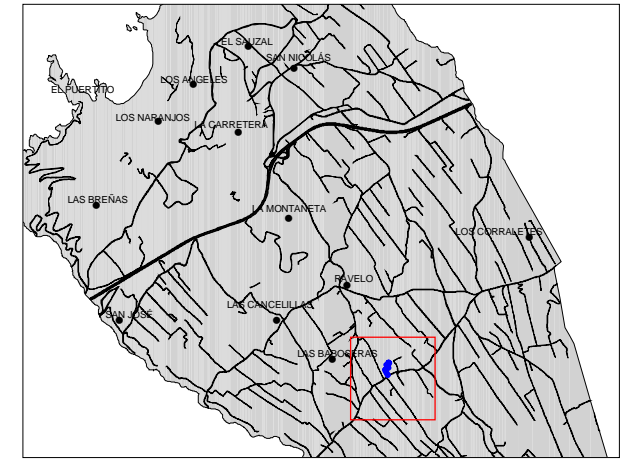 EL SAUZAL
SAN NICOLÁS
LOS ANGELES
EL PUERTITO
LOS NARANJOS
LA CARRETERA
LAS BREÑAS
LA MONTAÑETA
LOS CORRALETES
RAVELO
LAS CANCELILLAS
SAN JOSÉ
LAS BABOSERAS